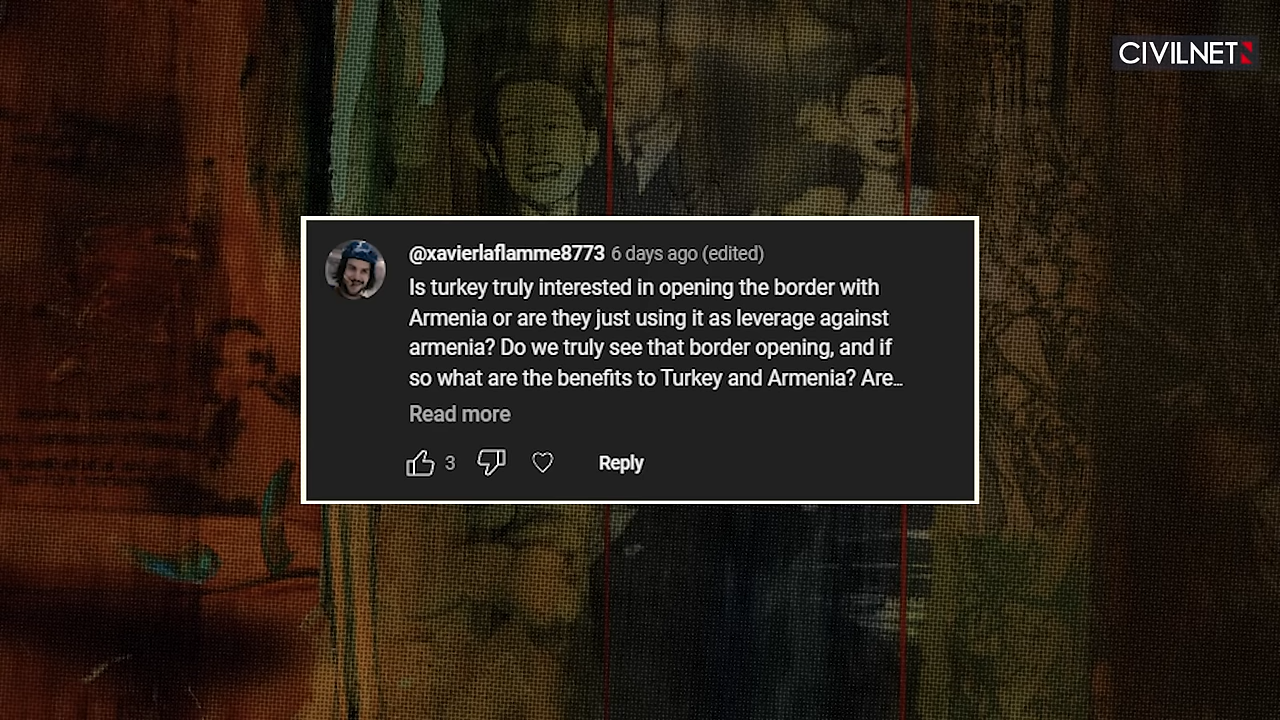 CIVILNET
@xavierlaflamme8773 6 days ago (edited)
Is turkey truly interested in opening the border with
Armenia or are they just using it as leverage against
armenia? Do we truly see that border opening, and if
so what are the benefits to Turkey and Armenia? Are...
Read more
3
Reply